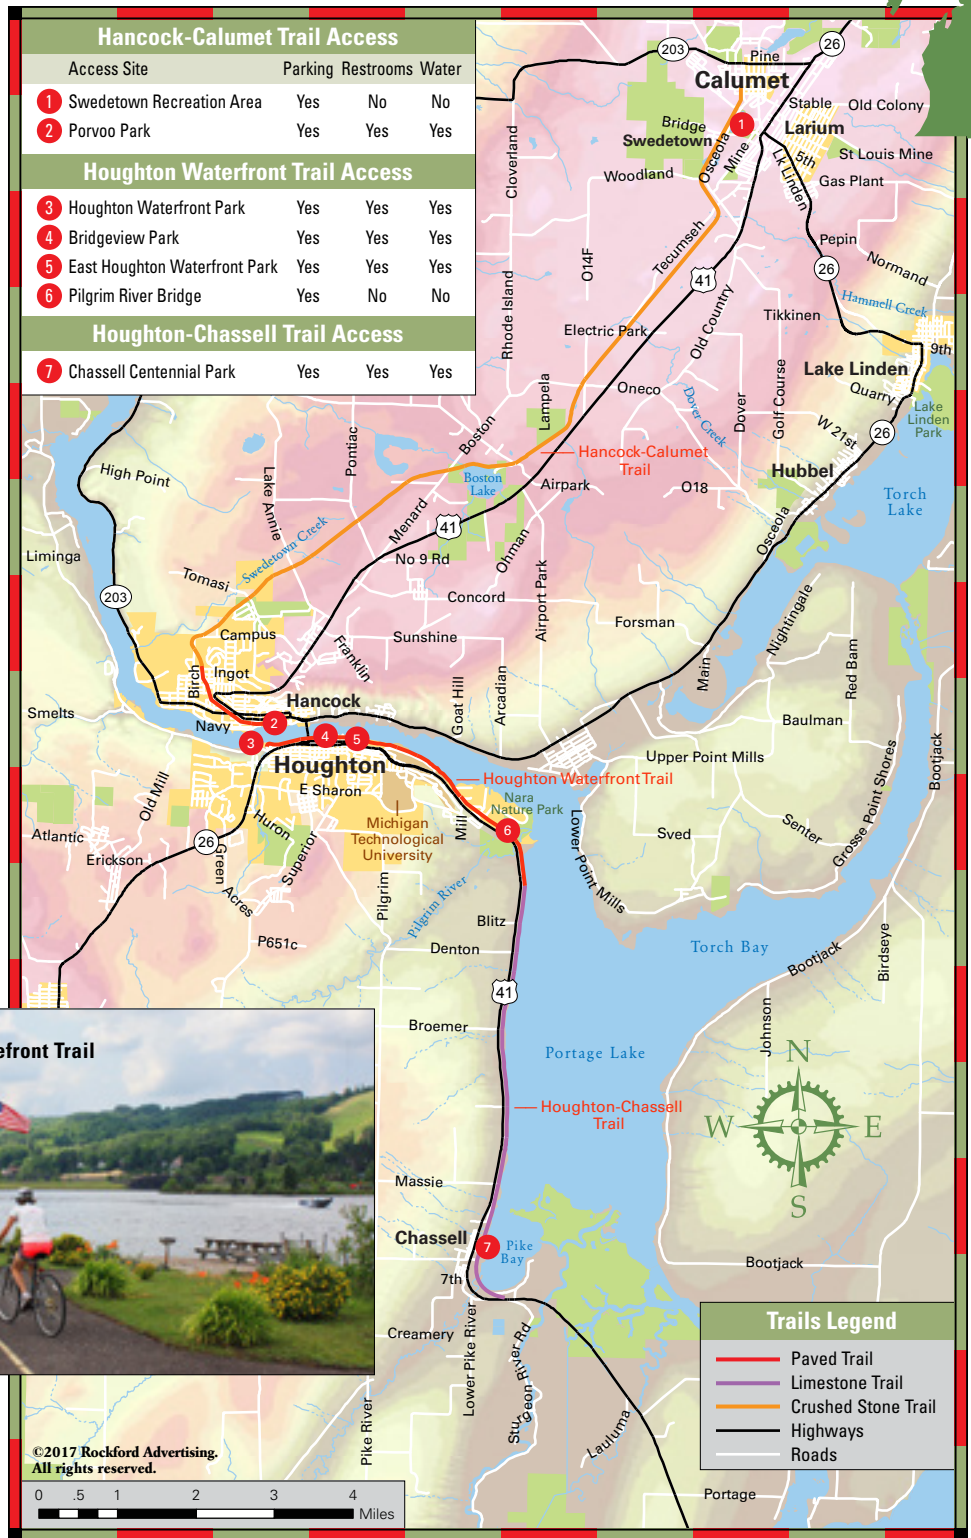 Hancock-Calumet Trail Access
Access Site Parking Restrooms Water
1 Swedetown Recreation Area Yes No No
2 Porvoo Park Yes Yes Yes
Houghton Waterfront Trail Access
3 Houghton Waterfront Park Yes Yes Yes
4 Bridgeview Park Yes Yes Yes
5 East Houghton Waterfront Park Yes Yes Yes
6 Pilgrim River Bridge Yes No No
Houghton-Chassell Trail Access
7 Chassell Centennial Park Yes Yes Yes
203
26
Pine
Calumet
Stable
Old Colony
Bridge
1
Larium
Swedetown
Osceola
Mine
5th
St Louis Mine
Cloverland
Woodland
Lk Linden
Gas Plant
Tecumseh
Pepin
O14F
41
26
Normand
Hammell Creek
Rhode Island
Electric Park
Old Country
Tikkinen
9th
Lake Linden
Lampela
Oneco
Dover Creek
Dover
Golf Course
Quarry
Lake
Linden
Park
W 21st
26
Boston
Hancock-Calumet
Trail
Pontiac
High Point
Lake Annie
Boston
Lake
Airpark
O18
Hubbel
Torch
Lake
Menard
41
Ohman
Osceola
Swedetown Creek
Liminga
No 9 Rd
Tomasi
203
Concord
Airport Park
Nightingale
Forsman
Campus
Franklin
Sunshine
Red Bam
Birch
Ingot
Main
Goat Hill
Arcadian
Hancock
Smelts
Navy
2
Baulman
3
4
5
Bootjack
Houghton
Upper Point Mills
Houghton Waterfront Trail
Grosse Point Shores
E Sharon
Old Mill
Nara
Nature Park
Huron
Michigan
Technological
University
Mill
6
Lower Point Mills
Sved
Senter
Atlantic
26
Erickson
Green Acres
Superior
Pilgrim
Pilgrim River
Blitz
P651c
Denton
Torch Bay
Bootjack
Birdseye
41
Broemer
Johnson
efront Trail
Portage Lake
N
W
E
S
Houghton-Chassell
Trail
Massie
Chassell
7
Pike
Bay
7th
Bootjack
Creamery
Lower Pike River
Sturgeon River Rd
Trails Legend
Paved Trail
Limestone Trail
Crushed Stone Trail
Highways
Roads
Pike River
Lauluma
©2017 Rockford Advertising.
All rights reserved.
0 .5 1 2 3 4
Miles
Portage